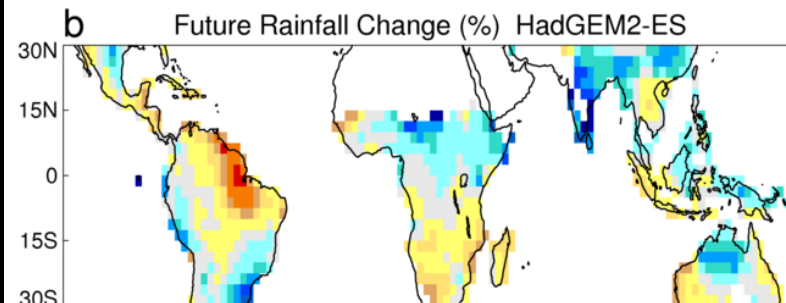 b Future Rainfall Change (%) HadGEM2-ES
30N
15N
0
15S
30S